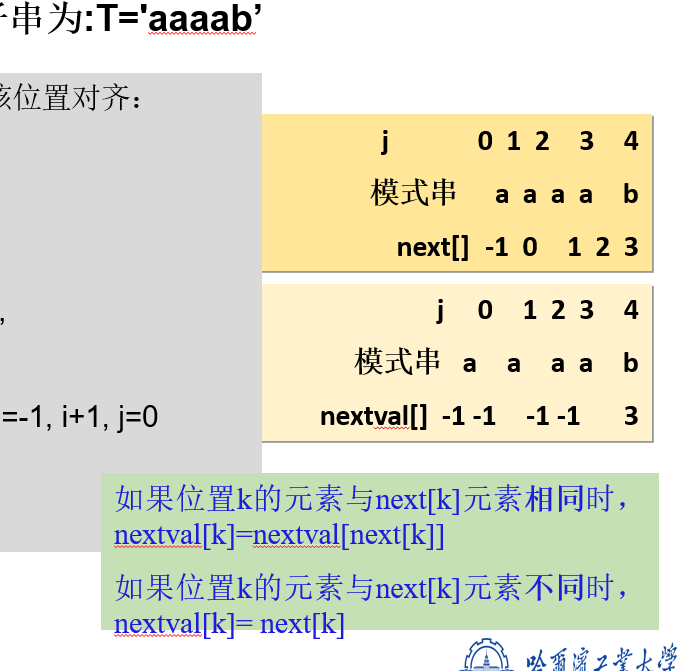 串为:T='aaaab’
位置对齐：
j 0 1 2 3 4
模式串 a a a a b
next[] -1 0 1 2 3
,
j 0 1 2 3 4
模式串 a a a a b
nextval[] -1 -1 -1 -1 3
=-1, i+1, j=0
如果位置k的元素与next[k]元素相同时，
nextval[k]=nextval[next[k]]
如果位置k的元素与next[k]元素不同时，
nextval[k]= next[k]
哈尔滨工业大学